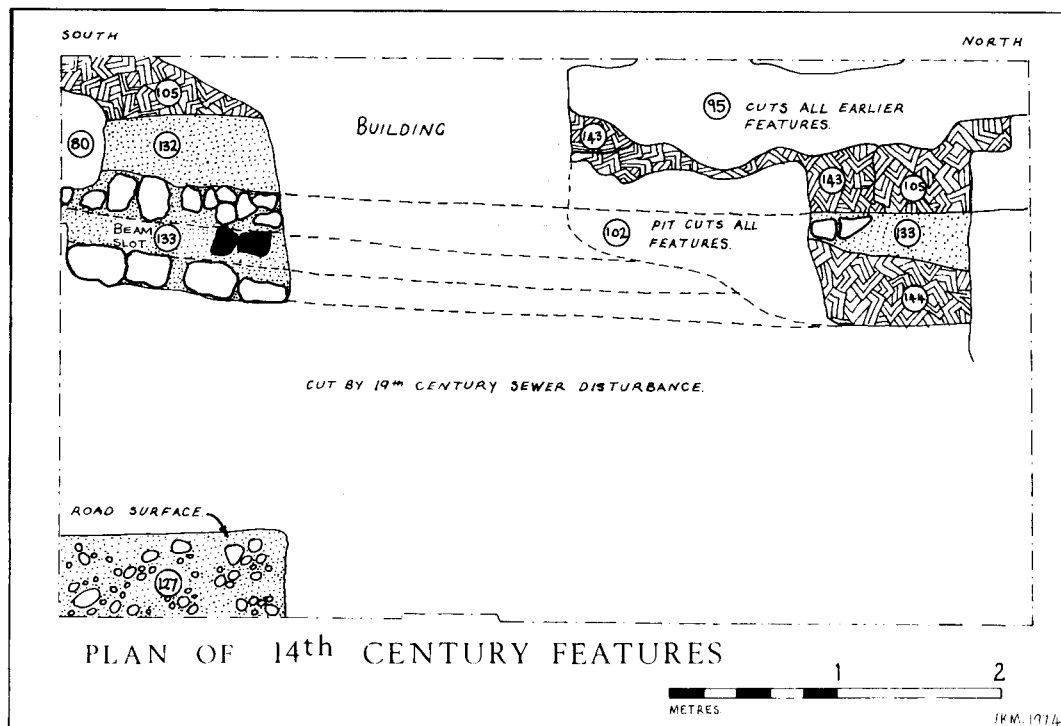 SOUTH
NORTH
105
95 CUTS ALL EARLIER
FEATURES.
BUILDING
80
132
143
143
105
BEAM
SLOT
133
102 PIT CUTS ALL
FEATURES.
133
144
CUT BY 19th CENTURY SEWER DISTURBANCE.
ROAD SURFACE.
127
PLAN OF 14th CENTURY FEATURES
1
2
METRES.
JKM. 1974